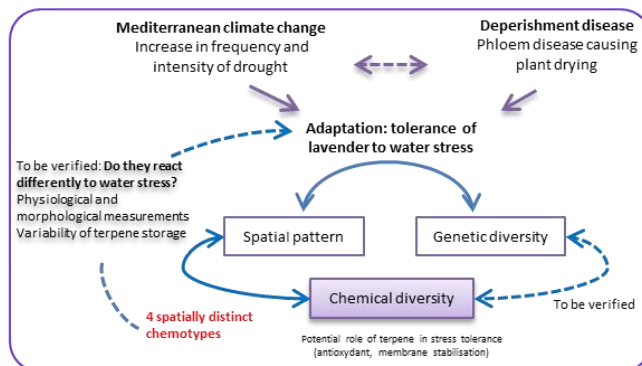 Mediterranean climate change
Increase in frequency and
intensity of drought
Deperishment disease
Phloem disease causing
plant drying
Adaptation: tolerance of
lavender to water stress
To be verified: Do they react
differently to water stress?
Physiological and
morphological measurements
Variability of terpene storage
Spatial pattern
Genetic diversity
Chemical diversity
To be verified
4 spatially distinct
chemotypes
Potential role of terpene in stress tolerance
(antioxydant, membrane stabilisation)